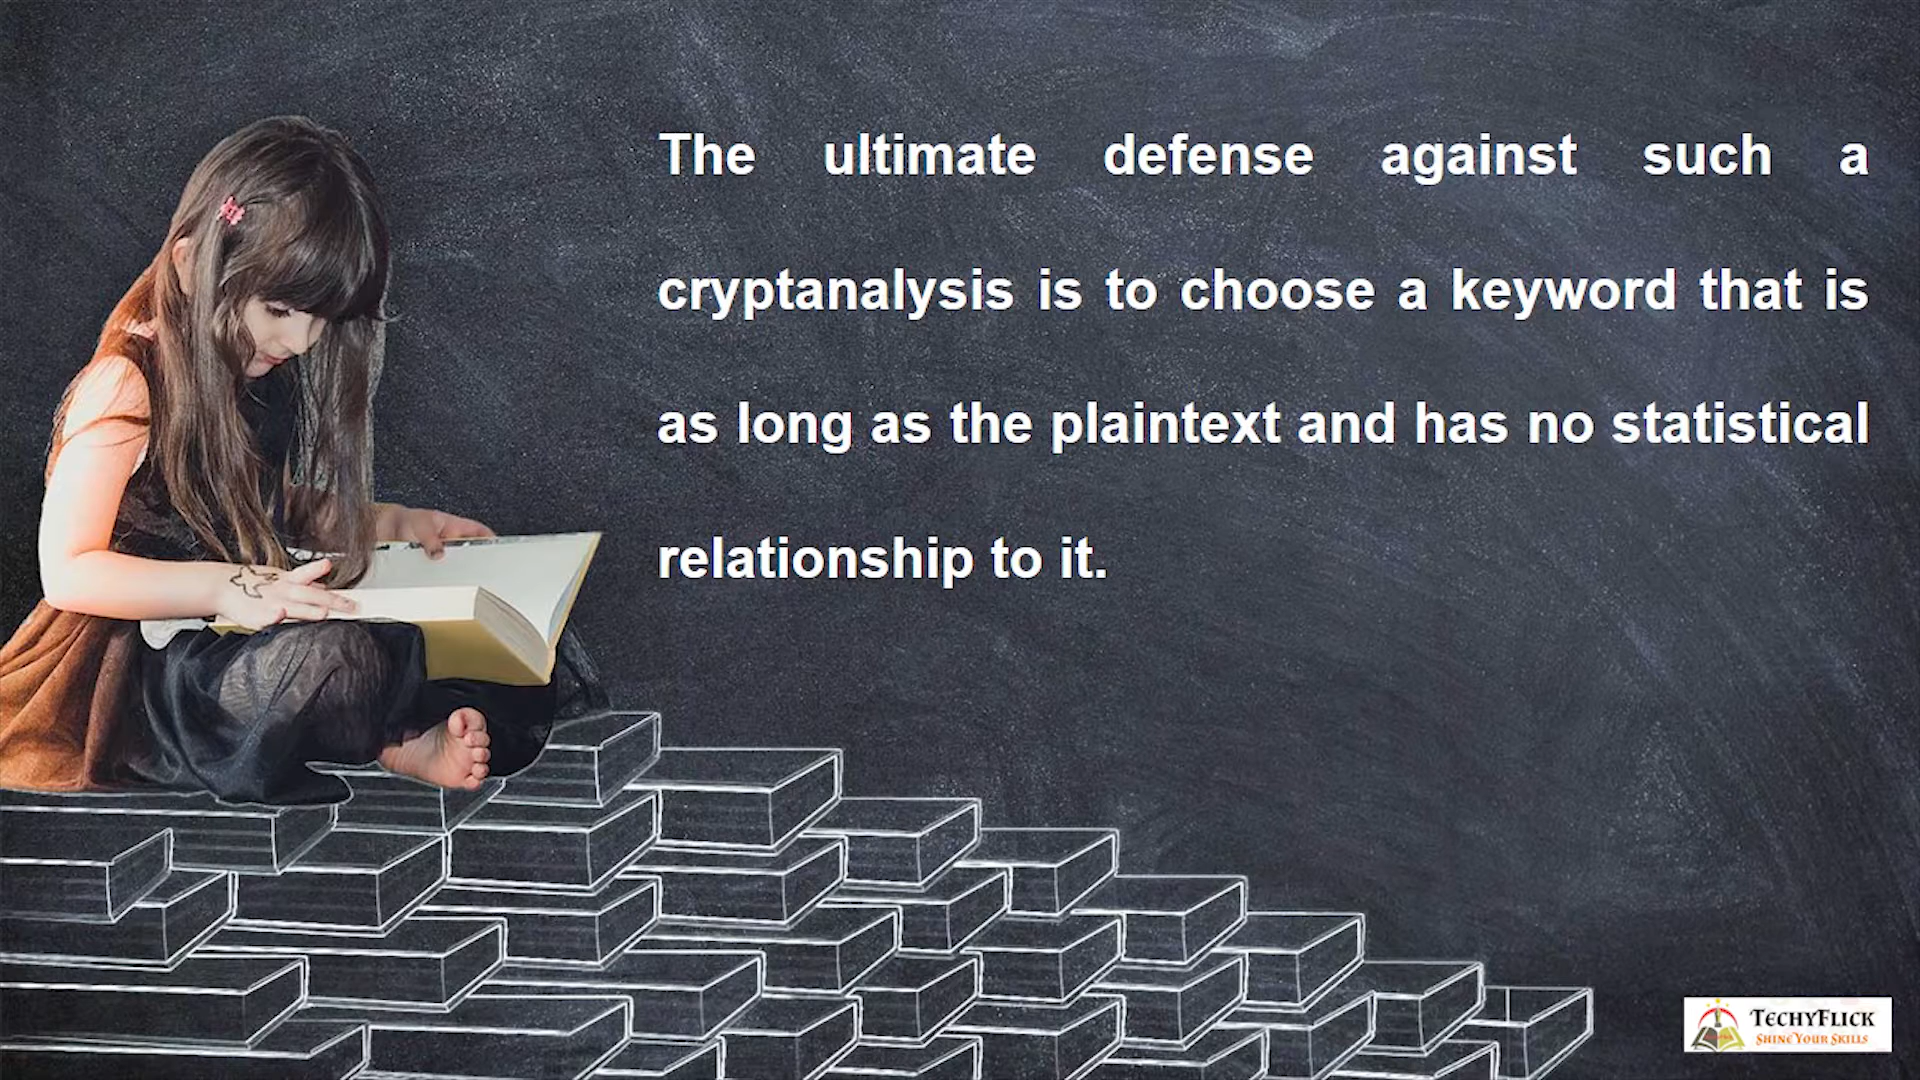 The ultimate defense against such a
cryptanalysis is to choose a keyword that is
as long as the plaintext and has no statistical
relationship to it.
TECHYFLICK
SHINE YOUR SKILLS